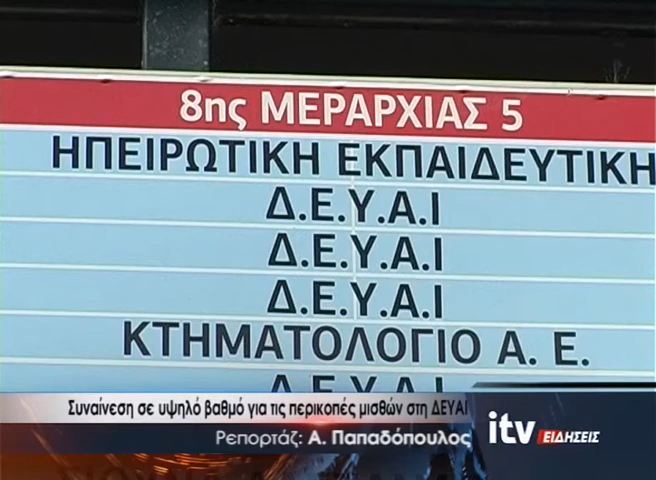 8ης ΜΕΡΑΡΧΙΑΣ 5
ΗΠΕΙΡΩΤΙΚΗ ΕΚΠΑΙΔΕΥΤΙΚΗ
Δ.Ε.Υ.Α.Ι
Δ.Ε.Υ.Α.Ι
Δ.Ε.Υ.Α.Ι
ΚΤΗΜΑΤΟΛΟΓΙΟ Α. Ε.
Δ.Ε.Υ.Α.Ι
Συναίνεση σε υψηλό βαθμό για τις περικοπές μισθών στη ΔΕΥΑΙ
Ρεπορτάζ: Α. Παπαδόπουλος
itv ΕΙΔΗΣΕΙΣ